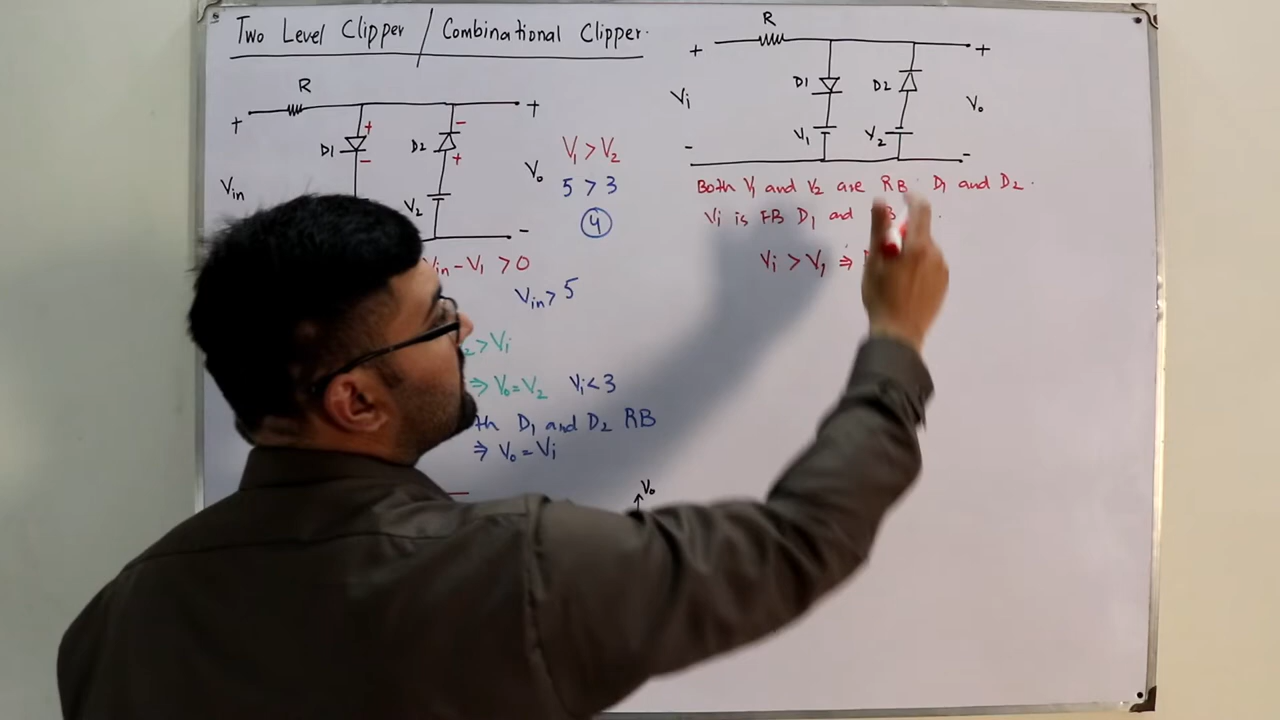 Two Level Clipper / Combinational Clipper.
R
+
+
D1
+
-
D2
-
+
Vin
V2
Vo
-
V1 > V2
5 > 3
4
Vin - V1 > 0
Vin > 5
> Vi
⇒ Vo = V2 Vi < 3
D1 and D2 RB
⇒ Vo = Vi
Vo
R
+
+
D1
D2
Vi
Vo
V1
V2
-
-
Both V1 and V2 are RB D1 and D2.
Vi is FB D1 and
Vi > V1 ⇒